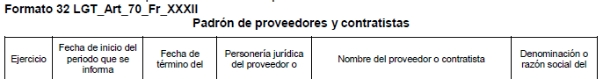 Formato 32 LGT_Art_70_Fr_XXXII
Padrón de proveedores y contratistas
Ejercicio
Fecha de inicio del
periodo que se
informa
Fecha de
término del
Personería jurídica
del proveedor o
Nombre del proveedor o contratista
Denominación o
razón social del